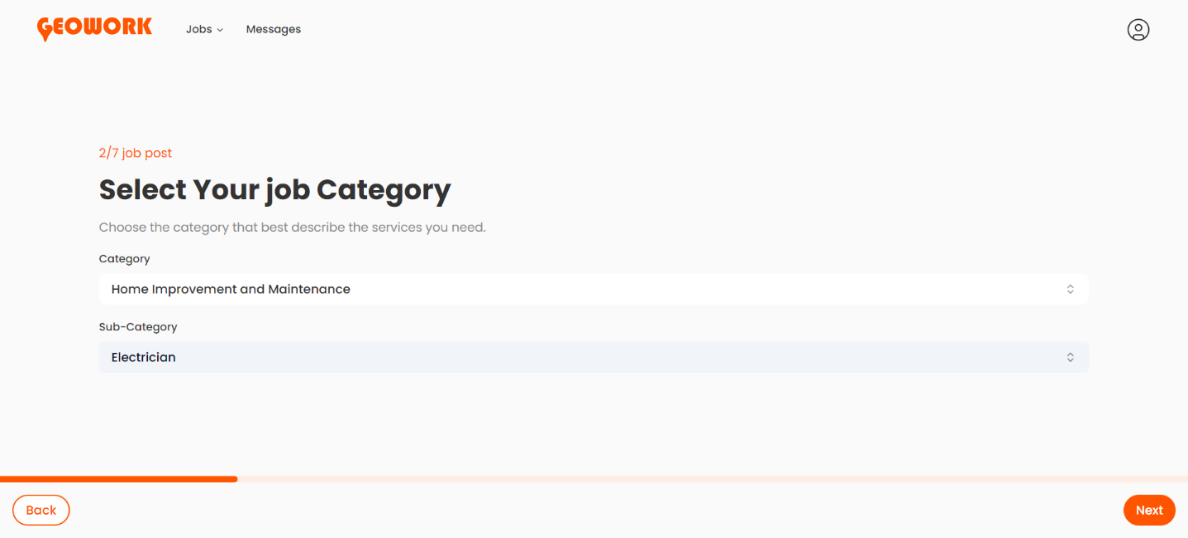 GEOWORK Jobs Messages
2/7 job post
Select Your job Category
Choose the category that best describe the services you need.
Category
Home Improvement and Maintenance
Sub-Category
Electrician
Back Next